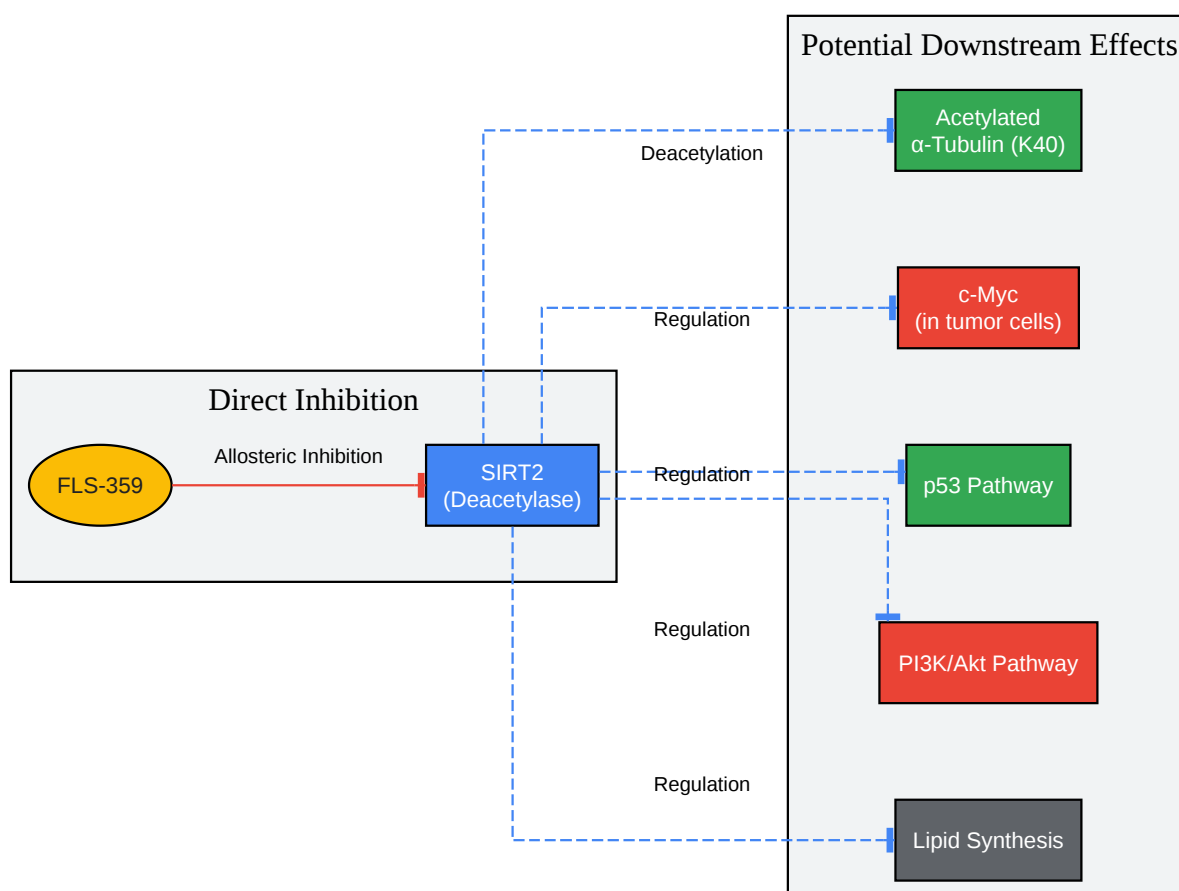 Potential Downstream Effects
Acetylated
α-Tubulin (K40)
Deacetylation
c-Myc
(in tumor cells)
Regulation
Direct Inhibition
Allosteric Inhibition
FLS-359
SIRT2
(Deacetylase)
Regulation
p53 Pathway
Regulation
PI3K/Akt Pathway
Regulation
Lipid Synthesis